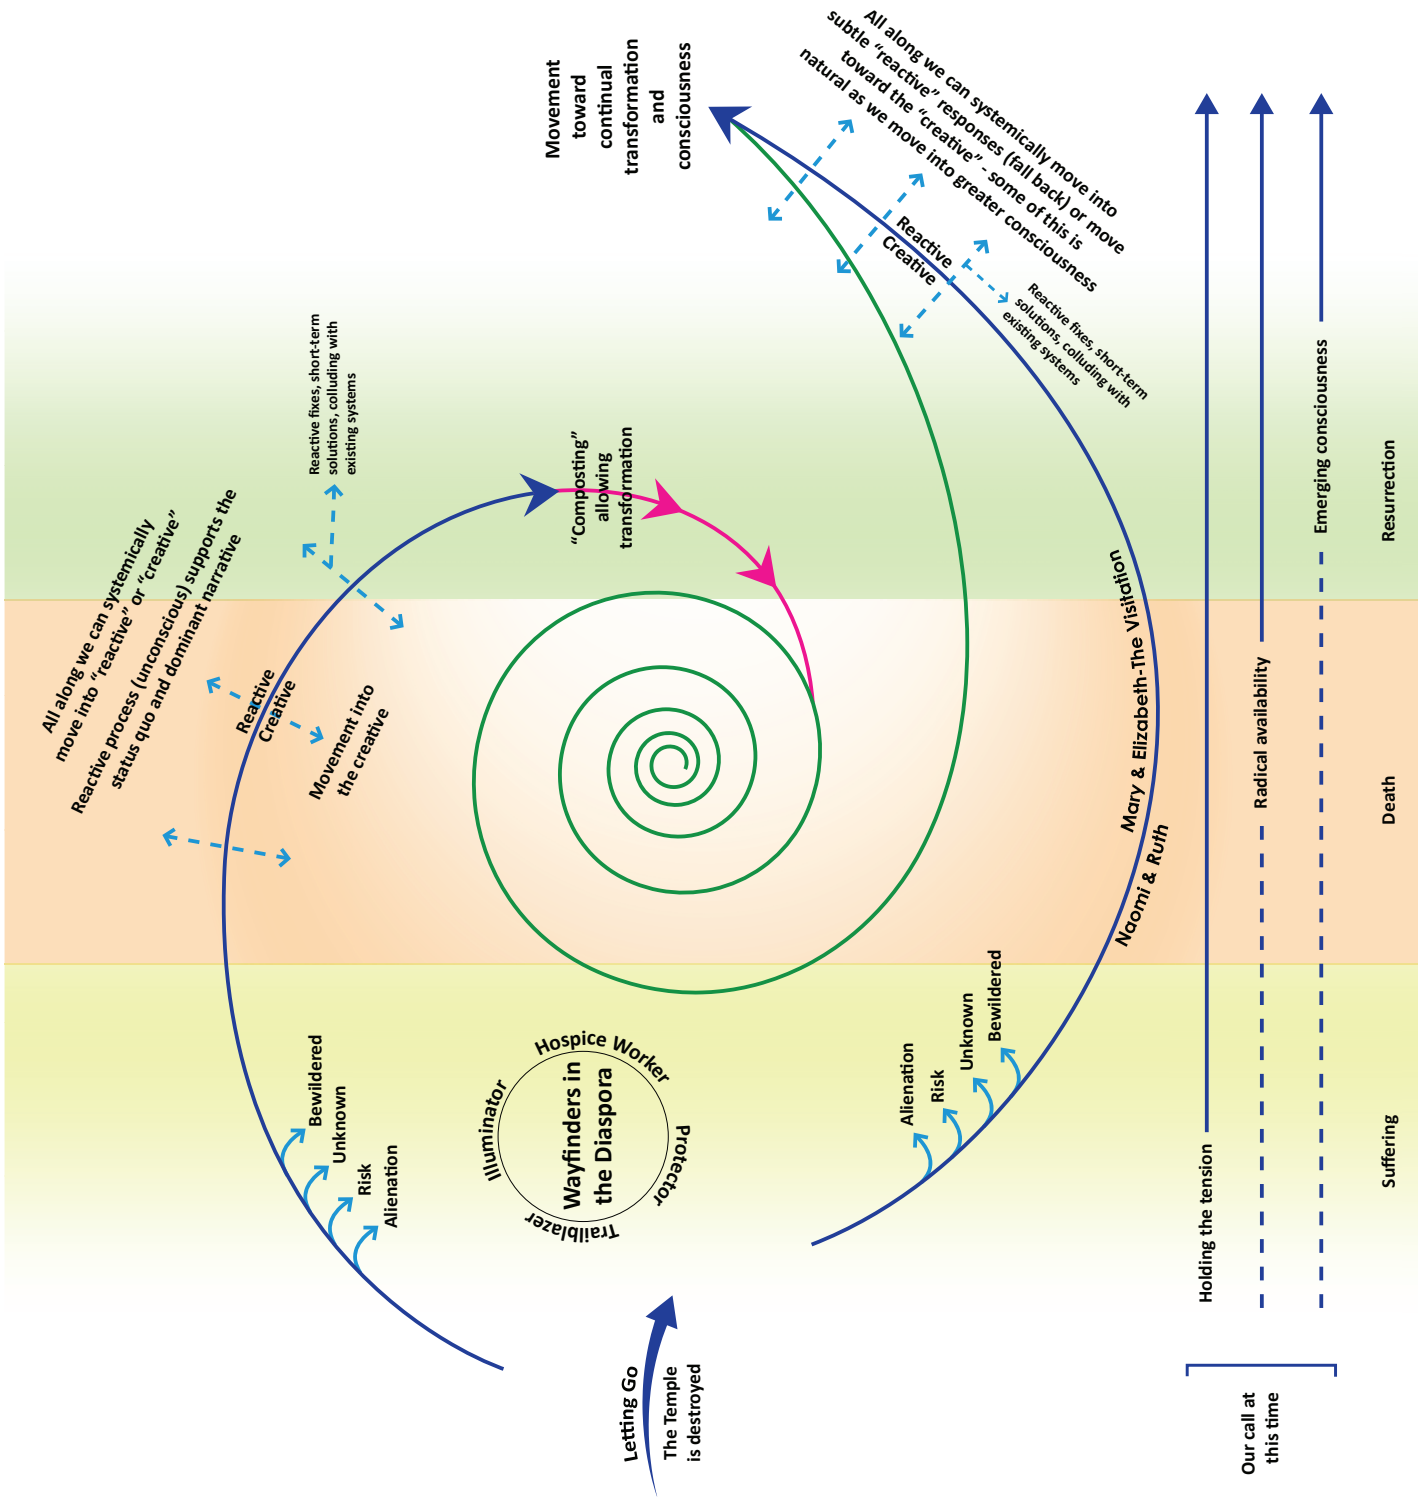 All along we can systemically
move into “reactive” or “creative”
Reactive process (unconscious) supports the
status quo and dominant narrative
Reactive fixes, short-term
solutions, colluding with
existing systems
Reactive
Creative
Movement into
the creative
Bewildered
Unknown
Risk
Alienation
“Composting”
allowing
transformation
Movement
toward
continual
transformation
and
consciousness
Illuminator
Hospice Worker
Protector
Trailblazer
Wayfinders in
the Diaspora
Letting Go
The Temple
is destroyed
All along we can systemically move into
subtle “reactive” responses (fall back) or move
toward the “creative” - some of this is
natural as we move into greater consciousness
Reactive
Creative
Reactive fixes, short-term
solutions, colluding with
existing systems
Alienation
Risk
Unknown
Bewildered
Naomi & Ruth
Mary & Elizabeth-The Visitation
Our call at
this time
Holding the tension
Radical availability
Emerging consciousness
Suffering
Death
Resurrection